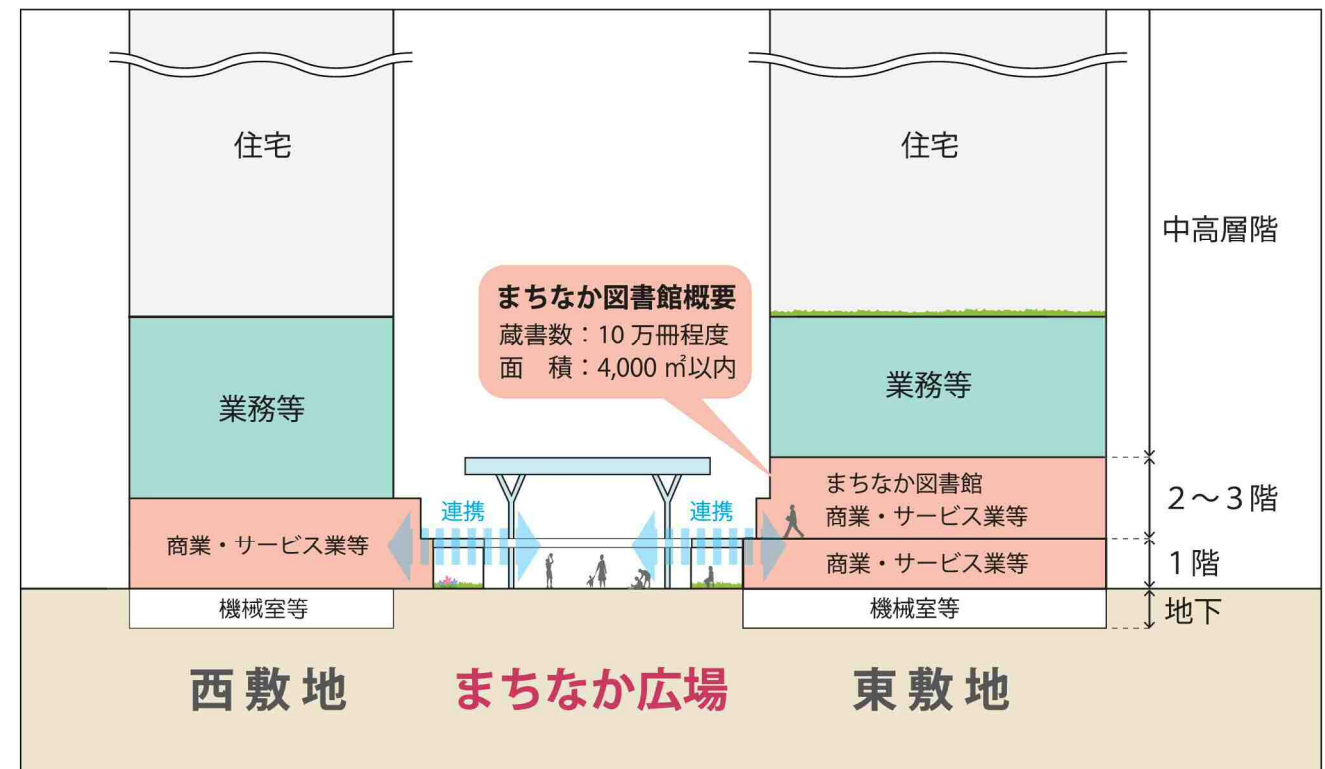 住宅
住宅
中高層階
まちなか図書館概要
蔵書数：10万冊程度
面　積：4,000㎡以内
業務等
業務等
連携
連携
まちなか図書館
商業・サービス業等
2～3階
商業・サービス業等
商業・サービス業等
1階
機械室等
機械室等
地下
西敷地
まちなか広場
東敷地